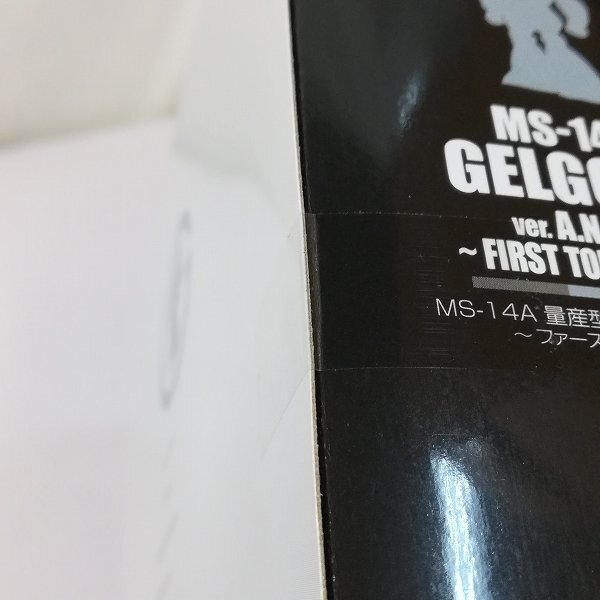 MS-14
GELGO
ver. A.N
~ FIRST TO
MS-14A 量産型
～ファース